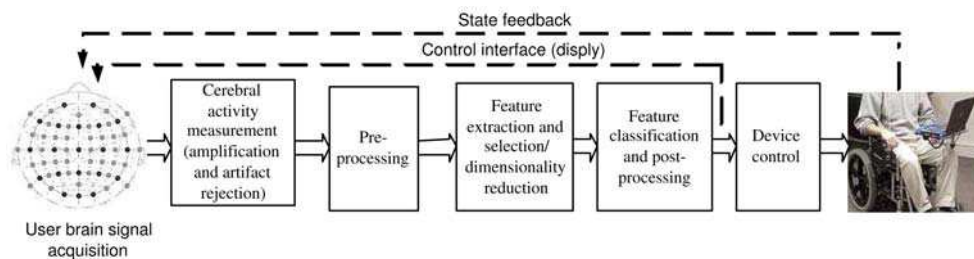 State feedback
Control interface (disply)
Cerebral
activity
measurement
(amplification
and artifact
rejection)
Pre-
processing
Feature
extraction and
selection/
dimensionality
reduction
Feature
classification
and post-
processing
Device
control
User brain signal
acquisition